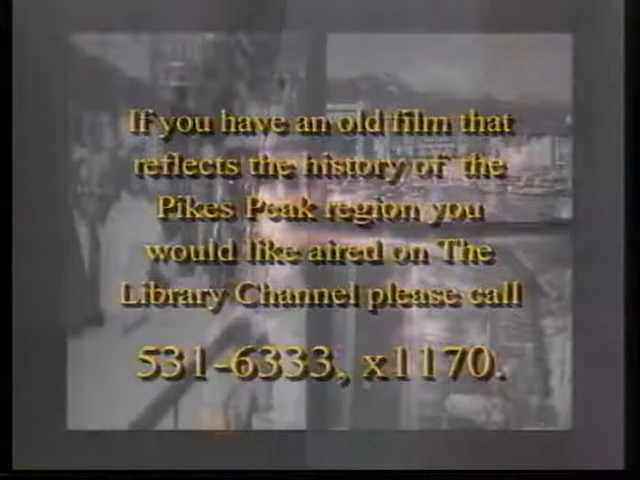 If you have an old film that
reflects the history of the
Pikes Peak region you
would like aired on The
Library Channel please call
531-6333, x1170.